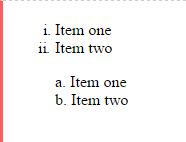 i. Item one
ii. Item two
a. Item one
b. Item two